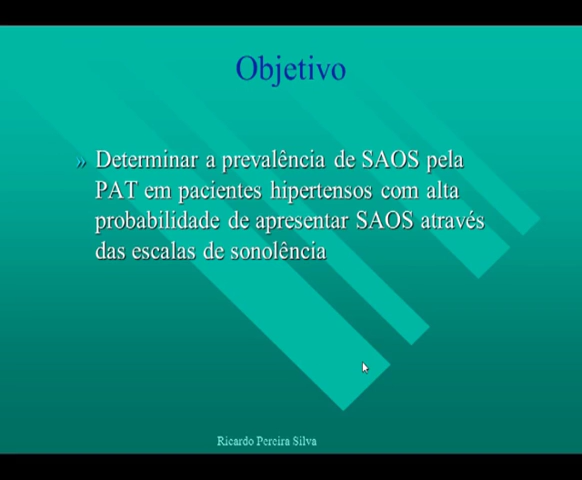 Objetivo
» Determinar a prevalência de SAOS pela
PAT em pacientes hipertensos com alta
probabilidade de apresentar SAOS através
das escalas de sonolência
Ricardo Pereira Silva